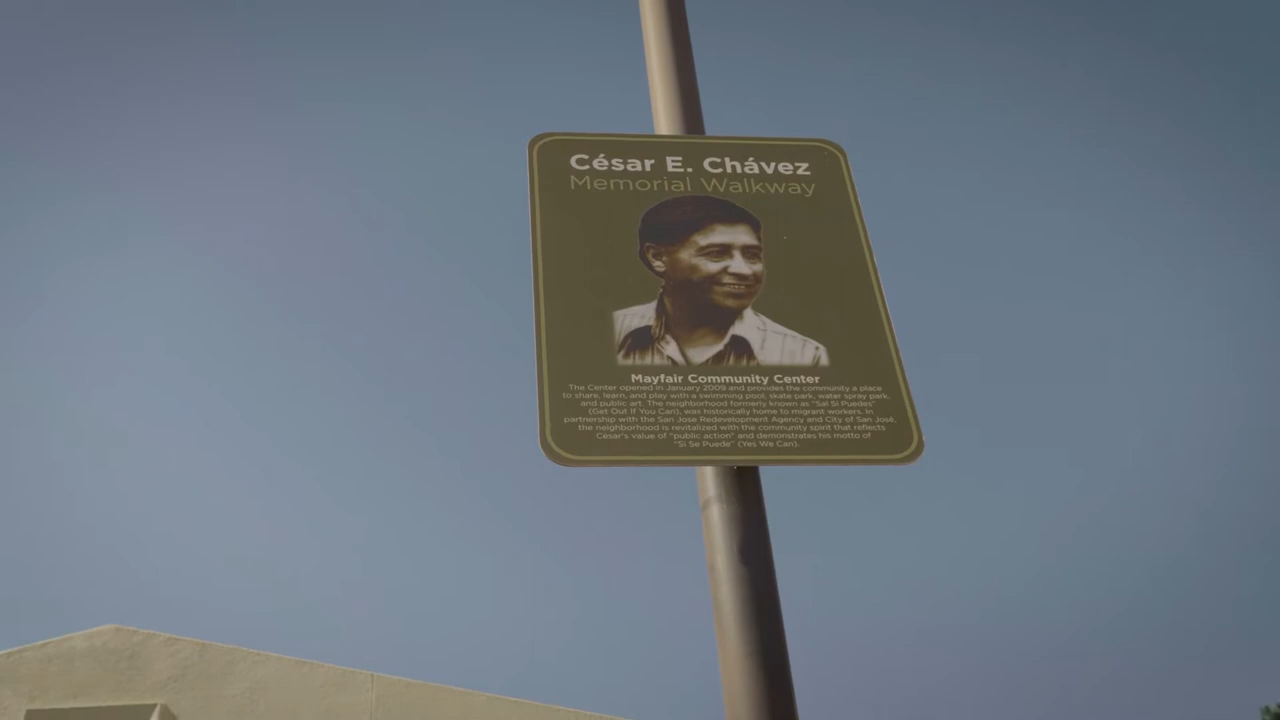 César E. Chávez
Memorial Walkway
Mayfair Community Center
The Center opened in January 2009 and provides the community a place
to share, learn, and play with a swimming pool, skate park, water spray park,
and public art. The neighborhood formerly known as "Sal Si Puedes"
(Get Out If You Can), was historically home to migrant workers. In
partnership with the San Jose Redevelopment Agency and City of San José,
the neighborhood is revitalized with the community spirit that reflects
César's value of "public action" and demonstrates his motto of
"Si Se Puede" (Yes We Can).